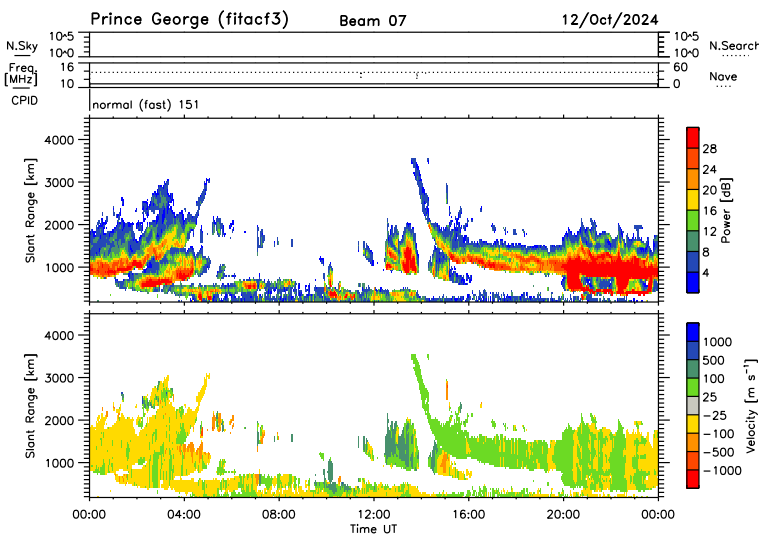 Prince George (fitacf3) Beam 07 12/Oct/2024
N.Sky 10^5 10^0 10^5 10^0 N.Search
Freq [MHz] 16 10 60 0 Nave
CPID normal (fast) 151
Slant Range [km] 4000 3000 2000 1000
28 24 20 16 12 8 4 Power [dB]
Slant Range [km] 4000 3000 2000 1000
1000 500 100 25 -25 -100 -500 -1000 Velocity [m s⁻¹]
00:00 04:00 08:00 12:00 16:00 20:00 00:00
Time UT